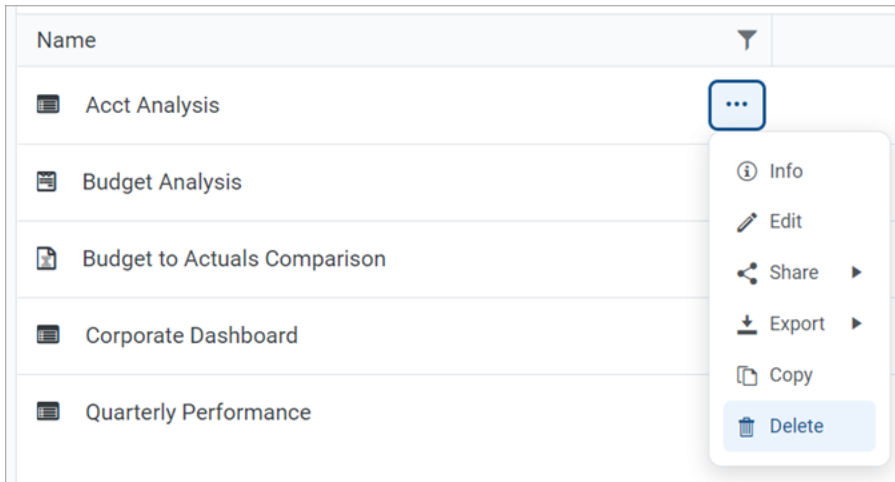 Name
Acct Analysis
Budget Analysis
Budget to Actuals Comparison
Corporate Dashboard
Quarterly Performance
Info
Edit
Share
Export
Copy
Delete